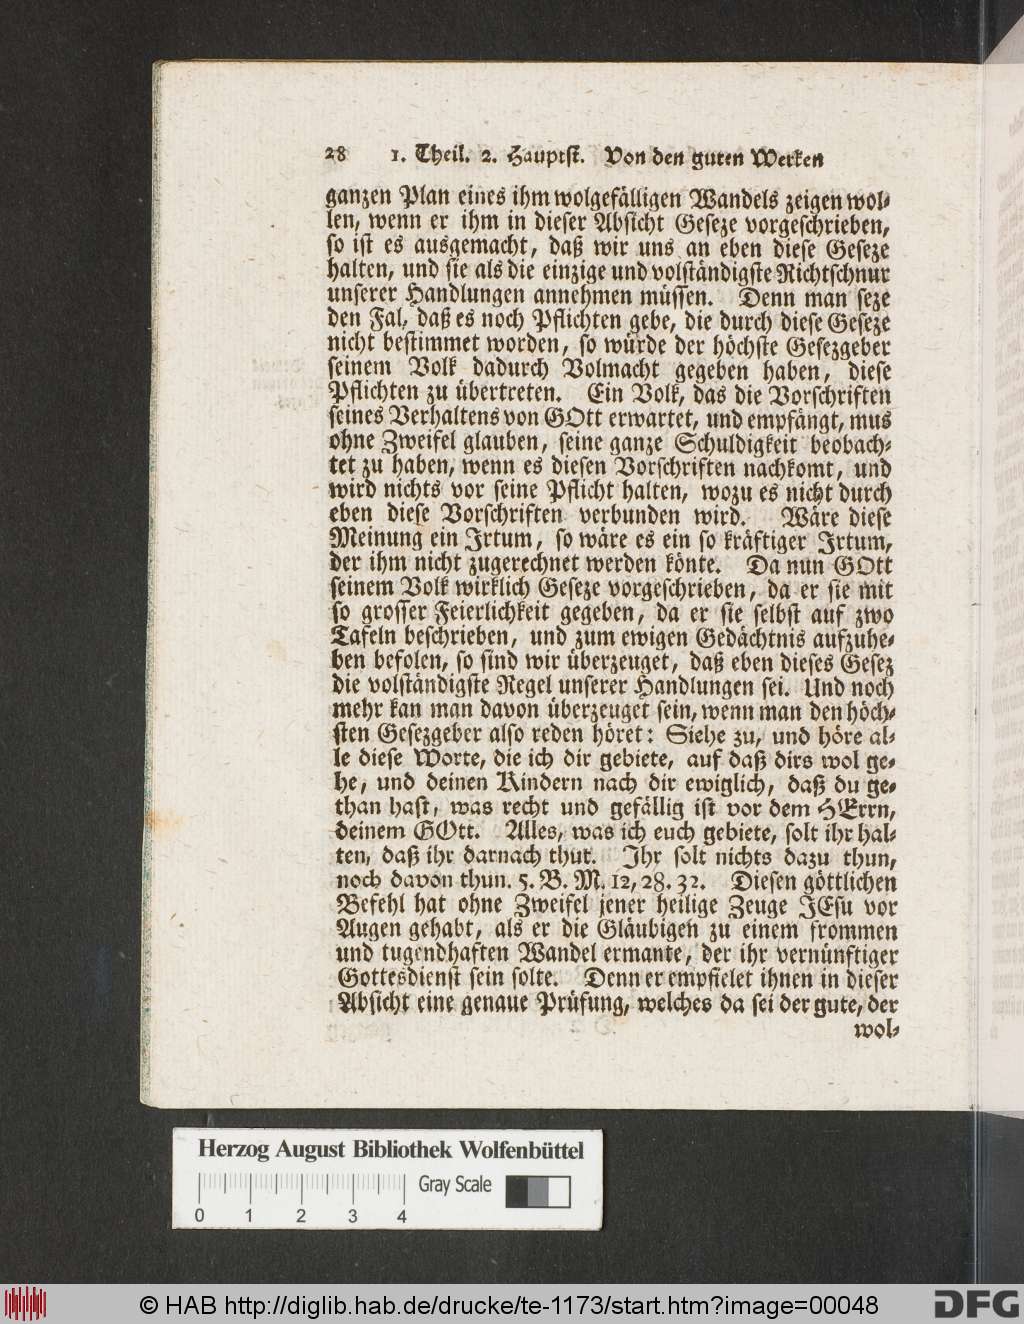 28 1. Theil. 2. Hauptst. Von den guten Werken
ganzen Plan eines ihm wolgefälligen Wandels zeigen wol-
len, wenn er ihm in dieser Absicht Geseze vorgeschrieben,
so ist es ausgemacht, daß wir uns an eben diese Geseze
halten, und sie als die einzige und volständigste Richtschnur
unserer Handlungen annehmen müssen. Denn man seze
den Fal, daß es noch Pflichten gebe, die durch diese Geseze
nicht bestimmet worden, so würde der höchste Gesezgeber
seinem Volk dadurch Volmacht gegeben haben, diese
Pflichten zu übertreten. Ein Volk, das die Vorschriften
seines Verhaltens von GOtt erwartet, und empfängt, mus
ohne Zweifel glauben, seine ganze Schuldigkeit beobach-
tet zu haben, wenn es diesen Vorschriften nachkomt, und
wird nichts vor seine Pflicht halten, wozu es nicht durch
eben diese Vorschriften verbunden wird. Wäre diese
Meinung ein Irtum, so wäre es ein so kräftiger Irtum,
der ihm nicht zugerechnet werden könte. Da nun GOtt
seinem Volk wirklich Geseze vorgeschrieben, da er sie mit
so grosser Feierlichkeit gegeben, da er sie selbst auf zwo
Tafeln beschrieben, und zum ewigen Gedächtnis aufzuhe-
ben befolen, so sind wir überzeuget, daß eben dieses Gesez
die volständigste Regel unserer Handlungen sei. Und noch
mehr kan man davon überzeuget sein, wenn man den höch-
sten Gesezgeber also reden höret: Siehe zu, und höre al-
le diese Worte, die ich dir gebiete, auf daß dirs wol ge-
he, und deinen Kindern nach dir ewiglich, daß du ge-
than hast, was recht und gefällig ist vor dem HErrn,
deinem GOtt. Alles, was ich euch gebiete, solt ihr hal-
ten, daß ihr darnach thut. Ihr solt nichts dazu thun,
noch davon thun. 5. B. M. 12, 28. 32. Diesen göttlichen
Befehl hat ohne Zweifel jener heilige Zeuge JEsu vor
Augen gehabt, als er die Gläubigen zu einem frommen
und tugendhaften Wandel ermante, der ihr vernünftiger
Gottesdienst sein solte. Denn er empfielet ihnen in dieser
Absicht eine genaue Prüfung, welches da sei der gute, der
wol-
Herzog August Bibliothek Wolfenbüttel
Gray Scale
0 1 2 3 4
© HAB http://diglib.hab.de/drucke/te-1173/start.htm?image=00048
DFG